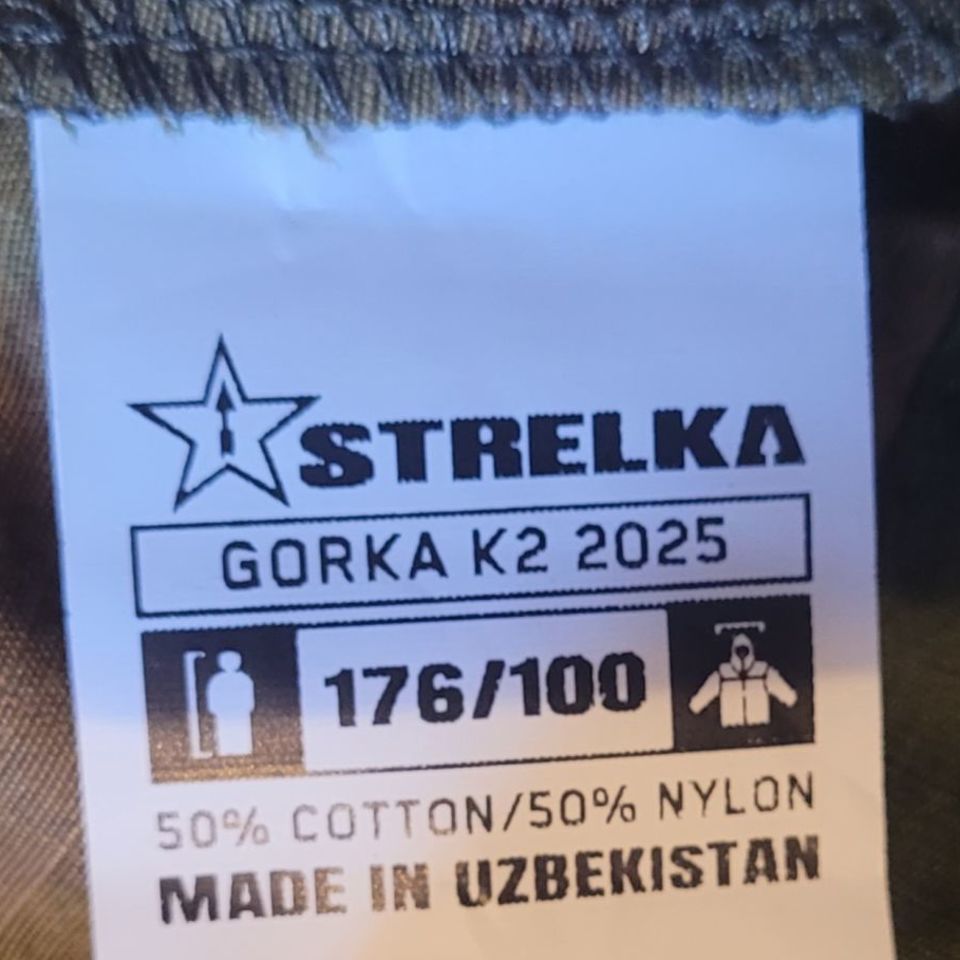 STRELKA
GORKA K2 2025
176/100
50% COTTON/50% NYLON
MADE IN UZBEKISTAN